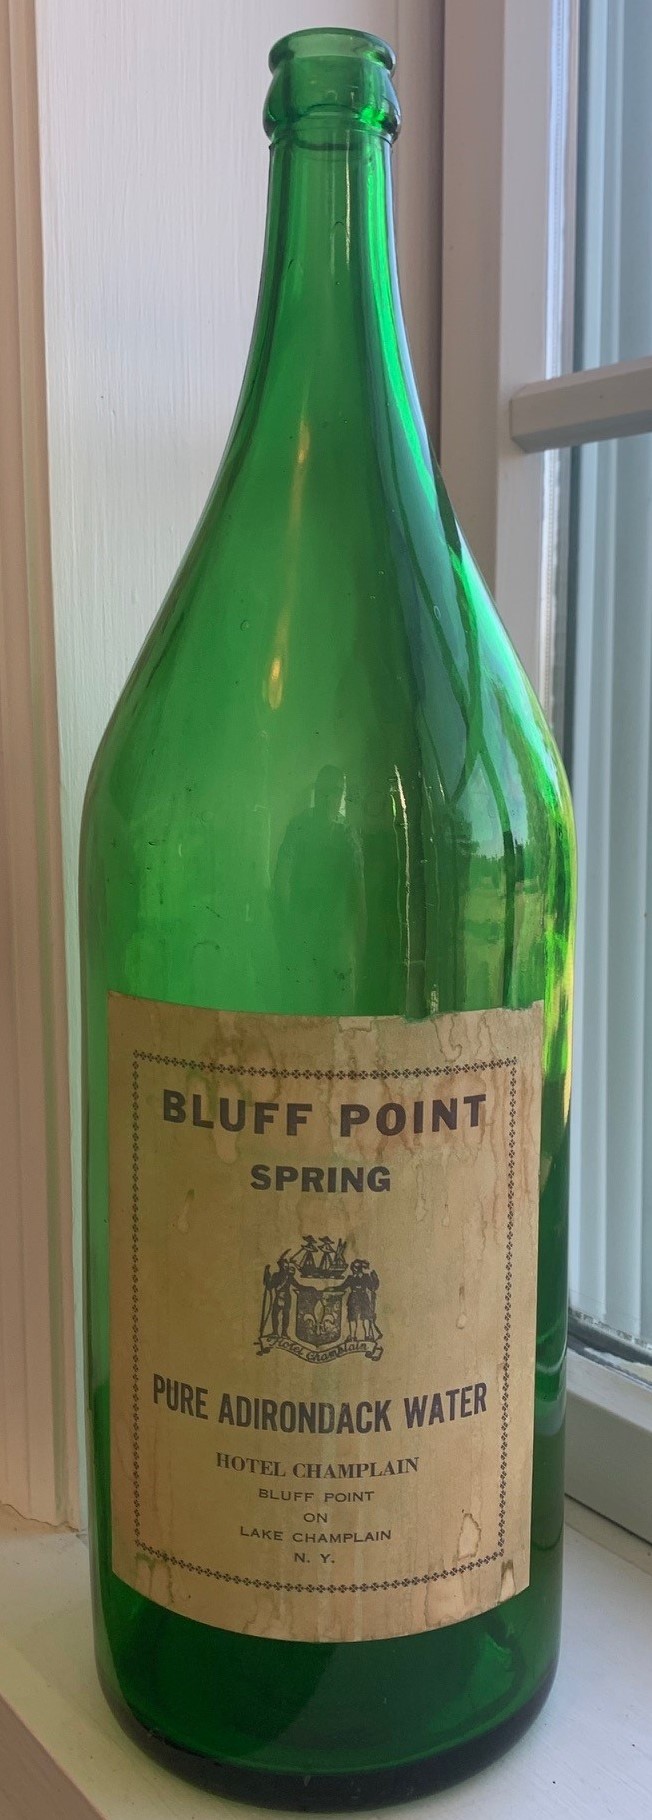 BLUFF POINT
SPRING
Hotel Champlain
PURE ADIRONDACK WATER
HOTEL CHAMPLAIN
BLUFF POINT
ON
LAKE CHAMPLAIN
N. Y.